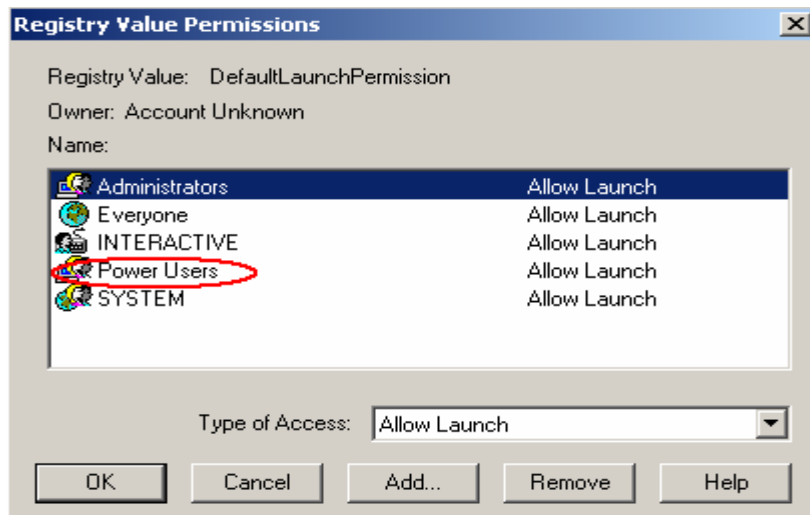 Registry Value Permissions
Registry Value: DefaultLaunchPermission
Owner: Account Unknown
Name:
Administrators Allow Launch
Everyone Allow Launch
INTERACTIVE Allow Launch
Power Users Allow Launch
SYSTEM Allow Launch
Type of Access: Allow Launch
OK Cancel Add... Remove Help